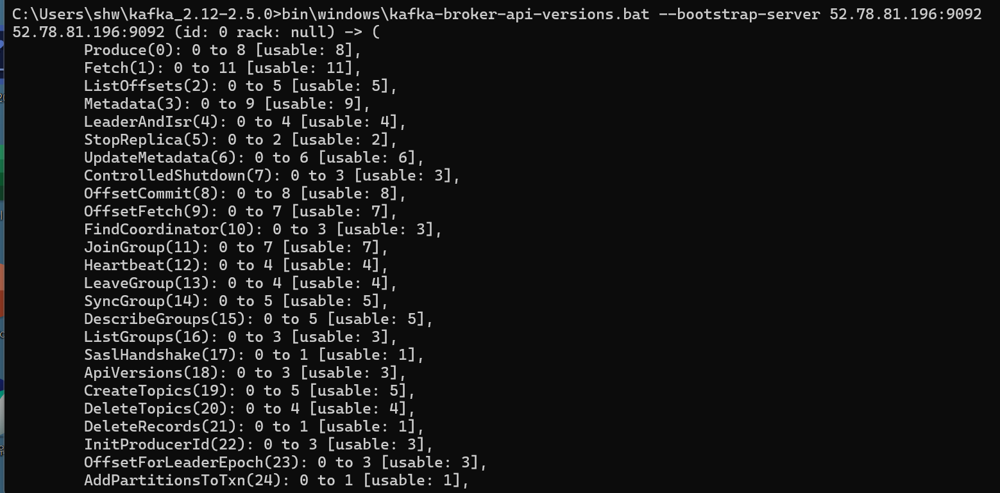 C:\Users\shw\kafka_2.12-2.5.0>bin\windows\kafka-broker-api-versions.bat --bootstrap-server 52.78.81.196:9092
52.78.81.196:9092 (id: 0 rack: null) -> (
Produce(0): 0 to 8 [usable: 8],
Fetch(1): 0 to 11 [usable: 11],
ListOffsets(2): 0 to 5 [usable: 5],
Metadata(3): 0 to 9 [usable: 9],
LeaderAndIsr(4): 0 to 4 [usable: 4],
StopReplica(5): 0 to 2 [usable: 2],
UpdateMetadata(6): 0 to 6 [usable: 6],
ControlledShutdown(7): 0 to 3 [usable: 3],
OffsetCommit(8): 0 to 8 [usable: 8],
OffsetFetch(9): 0 to 7 [usable: 7],
FindCoordinator(10): 0 to 3 [usable: 3],
JoinGroup(11): 0 to 7 [usable: 7],
Heartbeat(12): 0 to 4 [usable: 4],
LeaveGroup(13): 0 to 4 [usable: 4],
SyncGroup(14): 0 to 5 [usable: 5],
DescribeGroups(15): 0 to 5 [usable: 5],
ListGroups(16): 0 to 3 [usable: 3],
SaslHandshake(17): 0 to 1 [usable: 1],
ApiVersions(18): 0 to 3 [usable: 3],
CreateTopics(19): 0 to 5 [usable: 5],
DeleteTopics(20): 0 to 4 [usable: 4],
DeleteRecords(21): 0 to 1 [usable: 1],
InitProducerId(22): 0 to 3 [usable: 3],
OffsetForLeaderEpoch(23): 0 to 3 [usable: 3],
AddPartitionsToTxn(24): 0 to 1 [usable: 1],